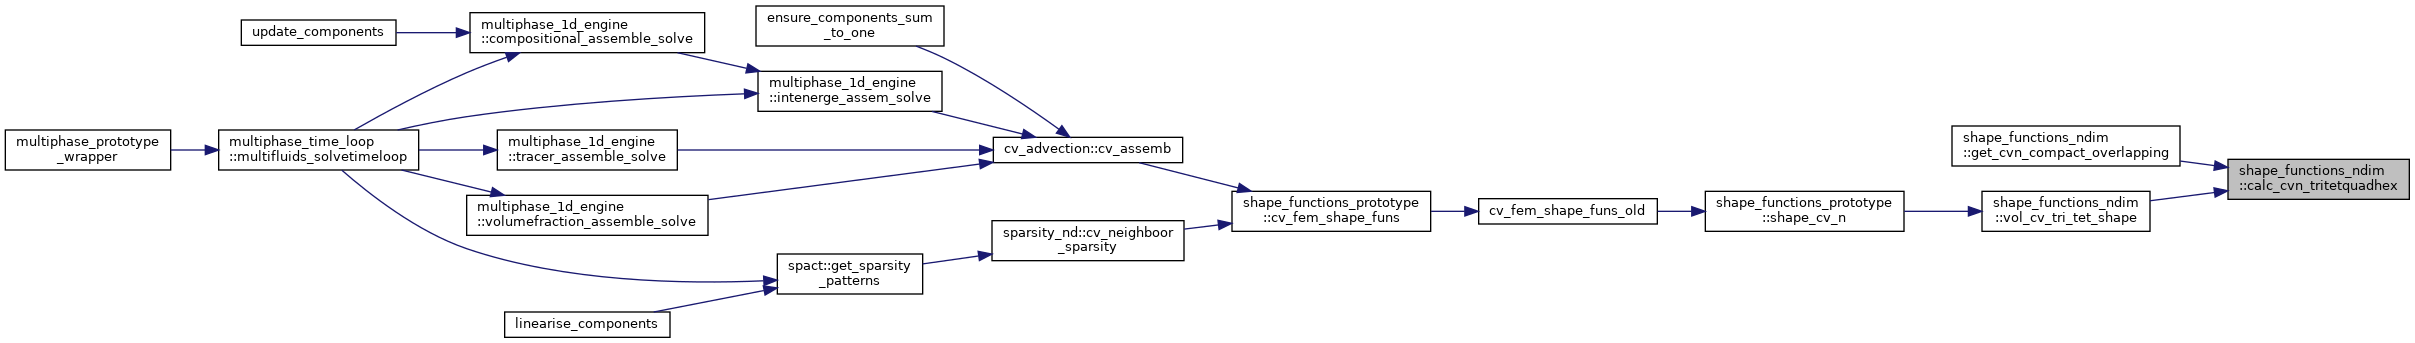 multiphase_prototype
_wrapper
update_components
multiphase_time_loop
::multifluids_solvetimeloop
multiphase_1d_engine
::compositional_assemble_solve
multiphase_1d_engine
::tracer_assemble_solve
multiphase_1d_engine
::volumefraction_assemble_solve
linearise_components
ensure_components_sum
_to_one
multiphase_1d_engine
::intenerge_assem_solve
spact::get_sparsity
_patterns
cv_advection::cv_assemb
sparsity_nd::cv_neighboor
_sparsity
shape_functions_prototype
::cv_fem_shape_funs
cv_fem_shape_funs_old
shape_functions_prototype
::shape_cv_n
shape_functions_ndim
::get_cvn_compact_overlapping
shape_functions_ndim
::vol_cv_tri_tet_shape
shape_functions_ndim
::calc_cvn_tritetquadhex